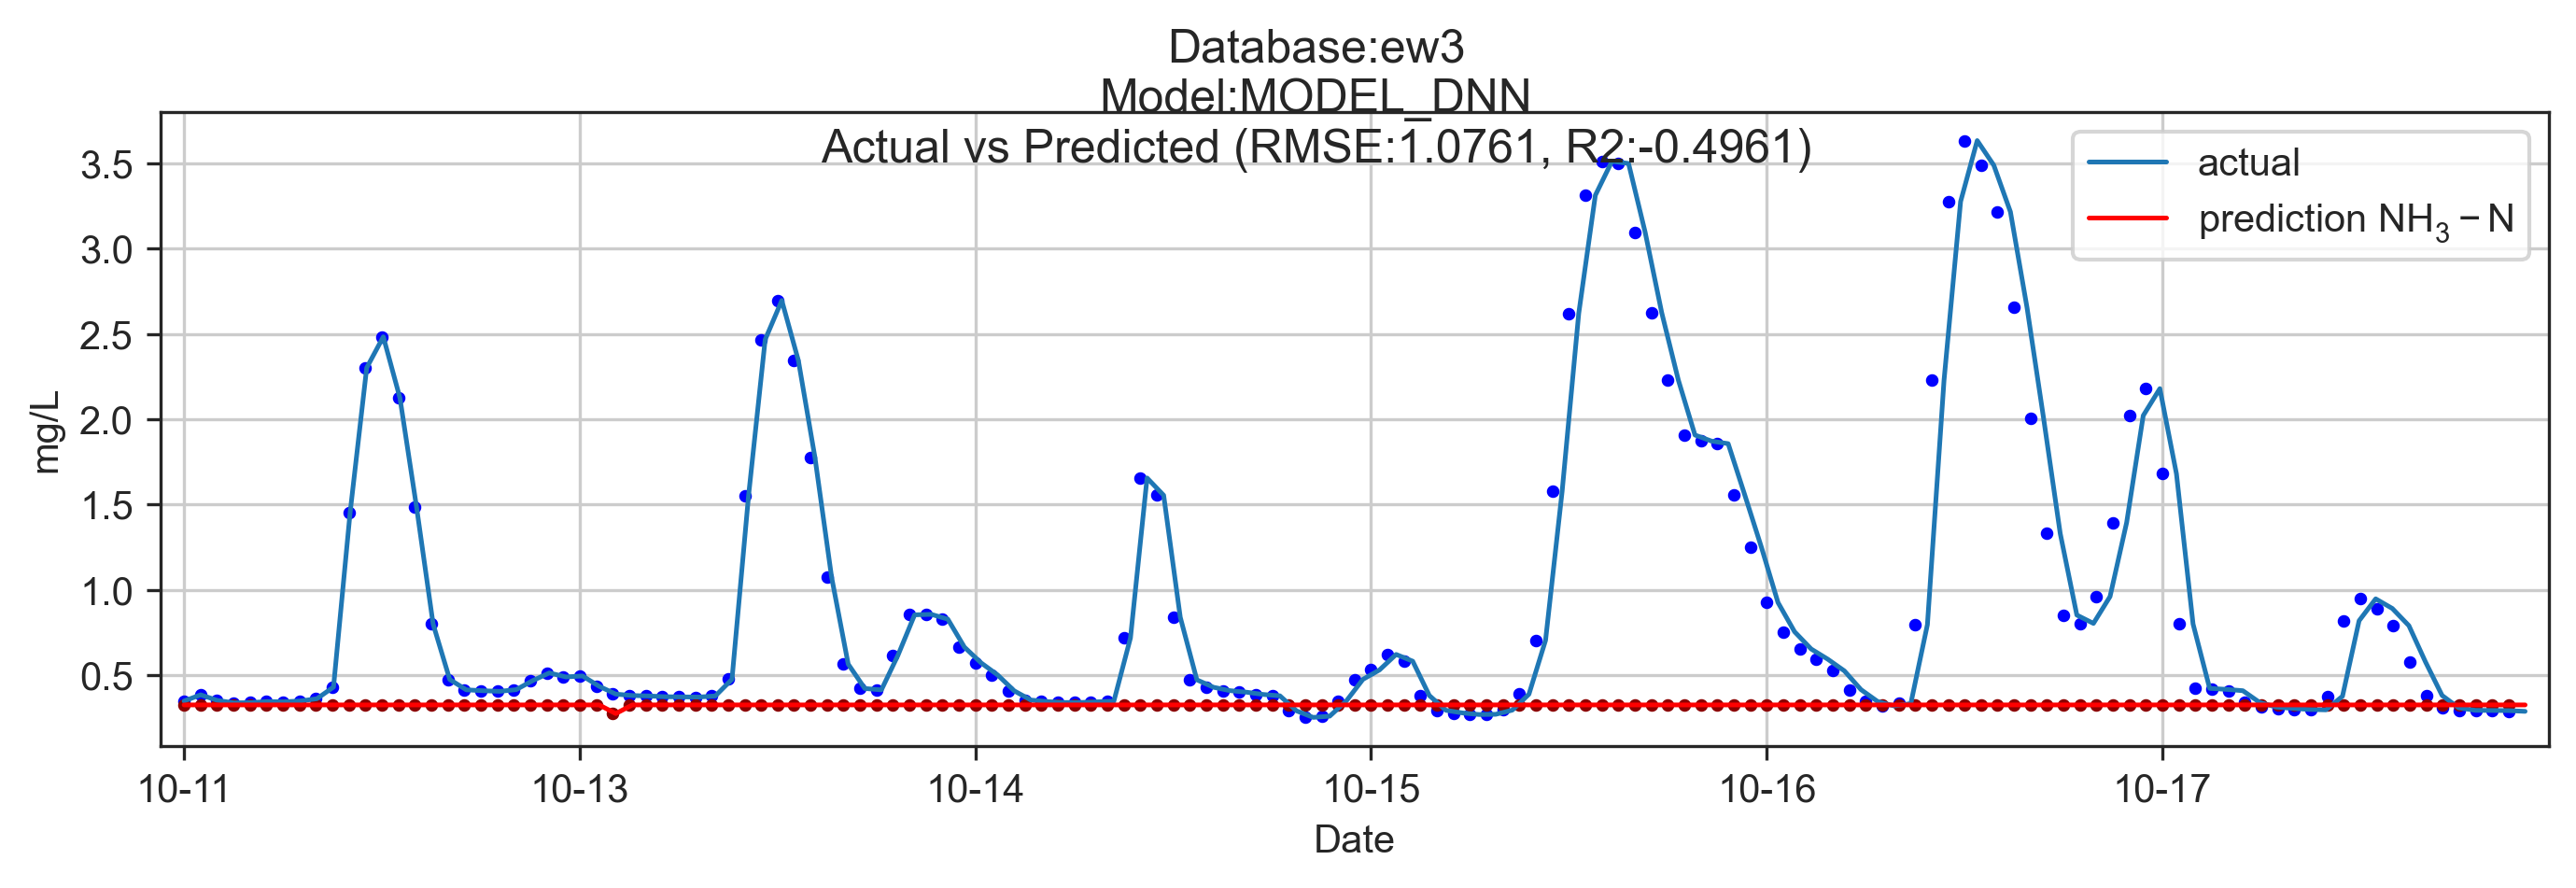 Database:ew3
Model:MODEL_DNN
Actual vs Predicted (RMSE:1.0761, R2:-0.4961)
actual
prediction NH₃ − N
3.5
3.0
2.5
2.0
1.5
1.0
0.5
mg/L
10-11 10-13 10-14 10-15 10-16 10-17
Date